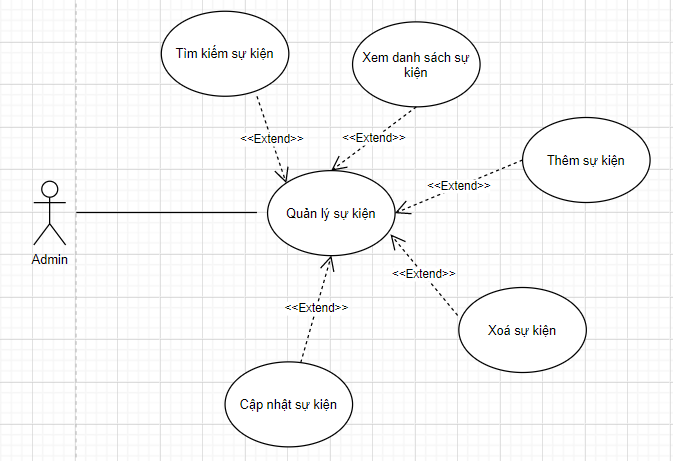 Tìm kiếm sự kiện
Xem danh sách sự
kiện
<<Extend>>
<<Extend>>
Thêm sự kiện
<<Extend>>
Quản lý sự kiện
Admin
<<Extend>>
<<Extend>>
Xoá sự kiện
Cập nhật sự kiện